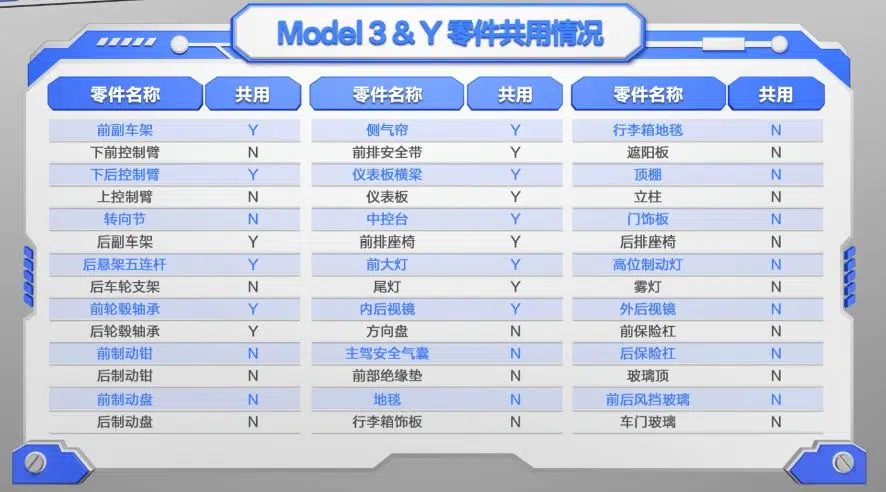 Model 3 & Y 零件共用情况
零件名称 共用 零件名称 共用 零件名称 共用
前副车架 Y 侧气帘 Y 行李箱地毯 N
下前控制臂 N 前排安全带 Y 遮阳板 N
下后控制臂 Y 仪表板横梁 Y 顶棚 N
上控制臂 N 仪表板 Y 立柱 N
转向节 N 中控台 Y 门饰板 N
后副车架 Y 前排座椅 Y 后排座椅 N
后悬架五连杆 Y 前大灯 Y 高位制动灯 N
后车轮支架 N 尾灯 Y 雾灯 N
前轮毂轴承 Y 内后视镜 Y 外后视镜 N
后轮毂轴承 Y 方向盘 N 前保险杠 N
前制动钳 N 主驾安全气囊 N 后保险杠 N
后制动钳 N 前部绝缘垫 N 玻璃顶 N
前制动盘 N 地毯 N 前后风挡玻璃 N
后制动盘 N 行李箱饰板 N 车门玻璃 N